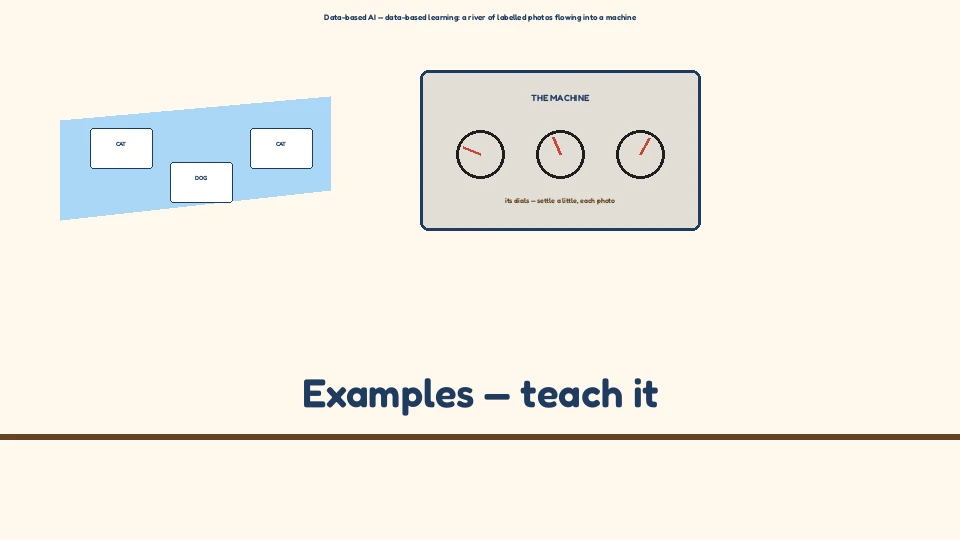 Data-based AI — data-based learning: a river of labelled photos flowing into a machine
THE MACHINE
CAT
CAT
DOG
its dials — settle a little, each photo
Examples — teach it